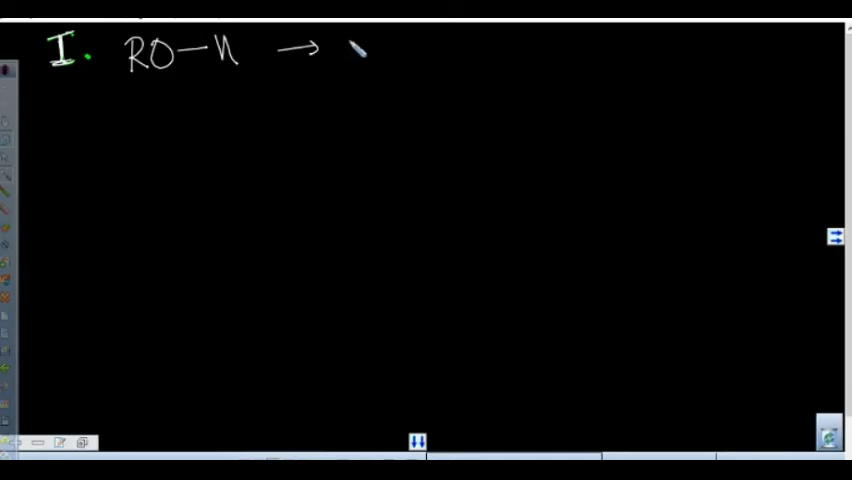 I. RO-N →